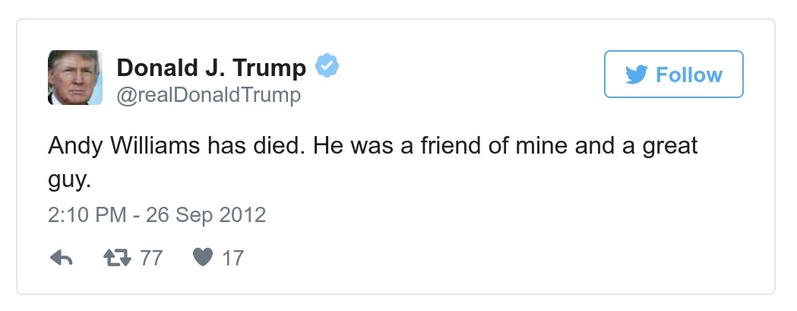 Donald J. Trump
Follow
@realDonaldTrump
Andy Williams has died. He was a friend of mine and a great
guy.
2:10 PM - 26 Sep 2012
77 17